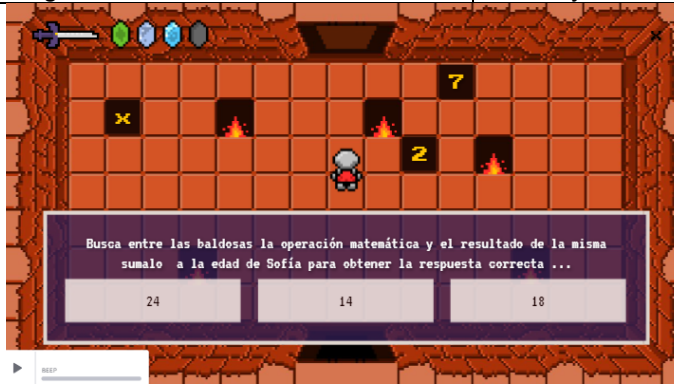 7
x
2
Busca entre las baldosas la operación matemática y el resultado de la misma
sumalo a la edad de Sofía para obtener la respuesta correcta ...
24
14
18
BEEP